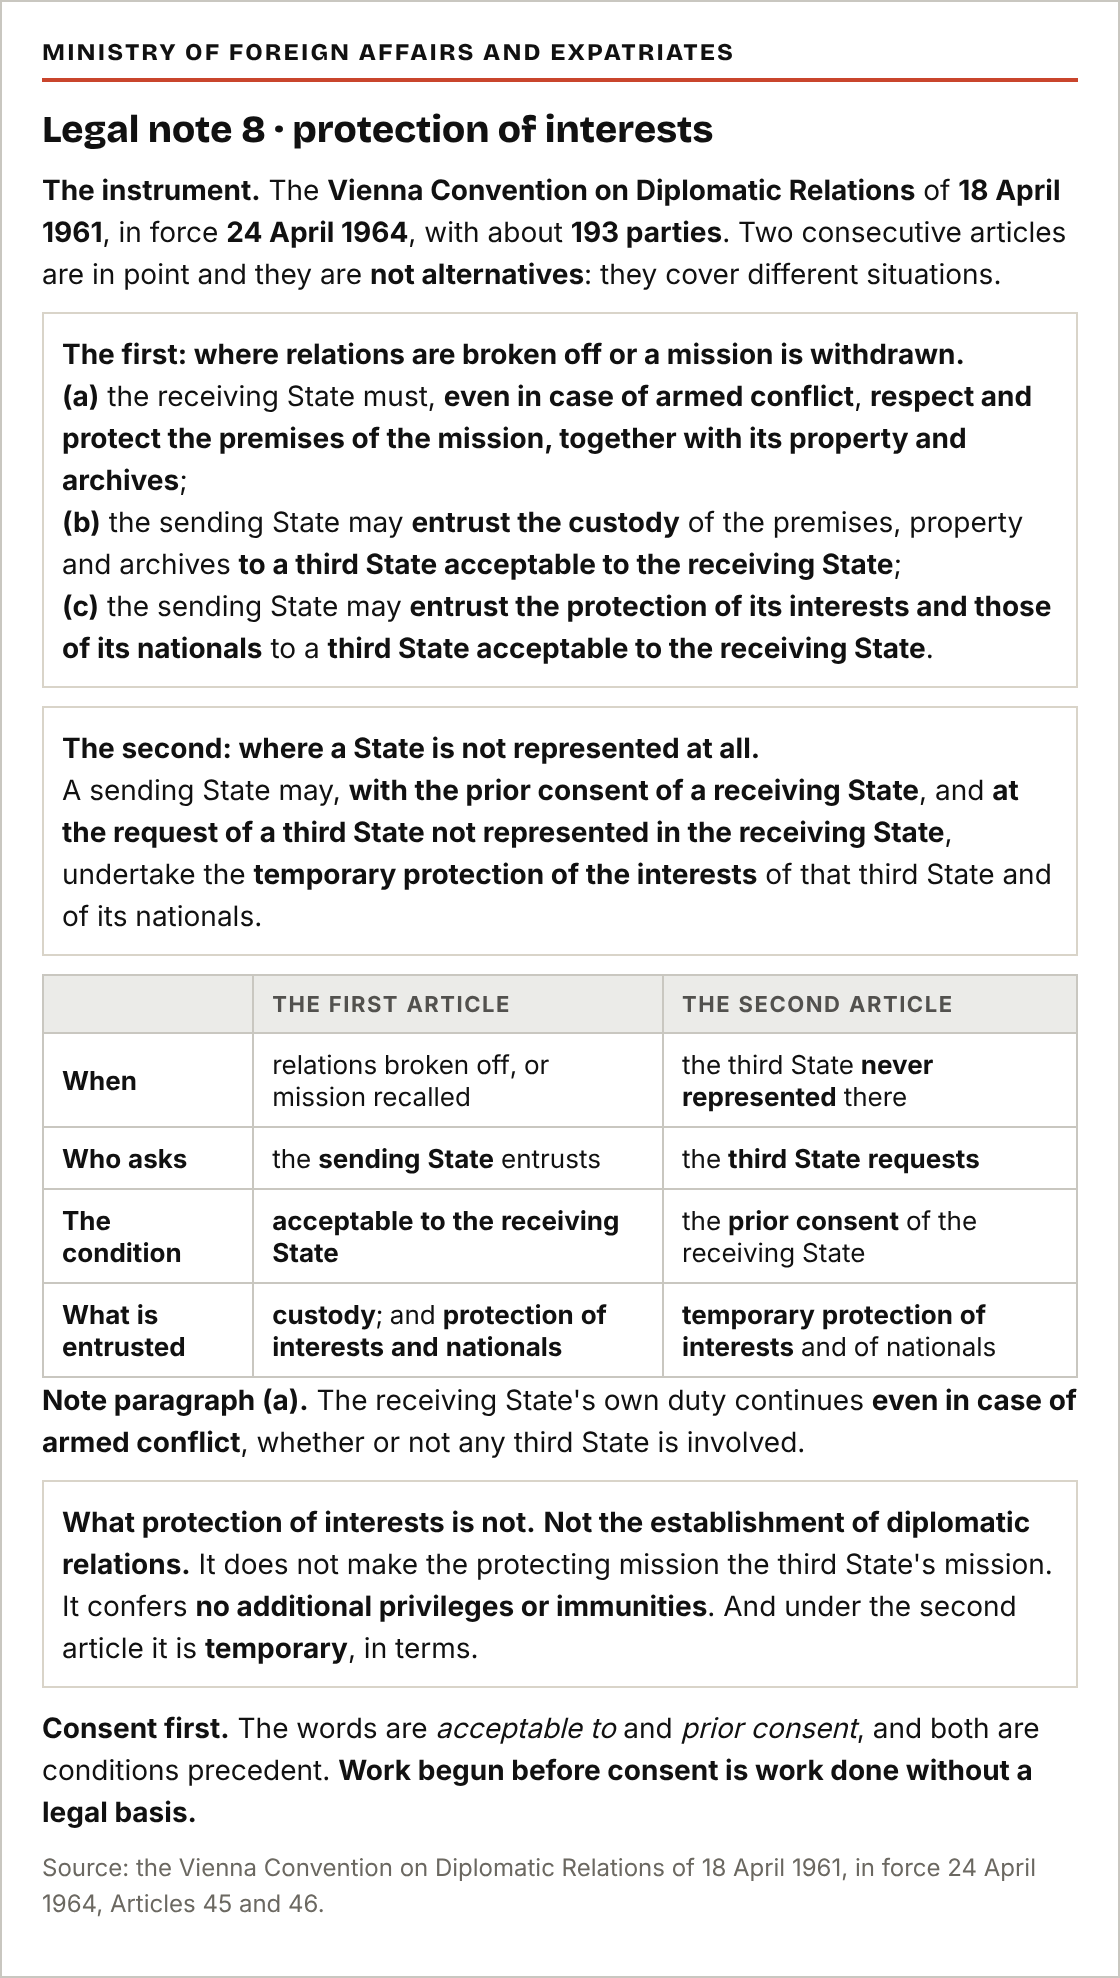 MINISTRY OF FOREIGN AFFAIRS AND EXPATRIATES
Legal note 8 · protection of interests
The instrument. The Vienna Convention on Diplomatic Relations of 18 April
1961, in force 24 April 1964, with about 193 parties. Two consecutive articles
are in point and they are not alternatives: they cover different situations.
The first: where relations are broken off or a mission is withdrawn.
(a) the receiving State must, even in case of armed conflict, respect and
protect the premises of the mission, together with its property and
archives;
(b) the sending State may entrust the custody of the premises, property
and archives to a third State acceptable to the receiving State;
(c) the sending State may entrust the protection of its interests and those
of its nationals to a third State acceptable to the receiving State.
The second: where a State is not represented at all.
A sending State may, with the prior consent of a receiving State, and at
the request of a third State not represented in the receiving State,
undertake the temporary protection of the interests of that third State and
of its nationals.
THE FIRST ARTICLE THE SECOND ARTICLE
When
relations broken off, or
mission recalled
the third State never
represented there
Who asks
the sending State entrusts
the third State requests
The
condition
acceptable to the receiving
State
the prior consent of the
receiving State
What is
entrusted
custody; and protection of
interests and nationals
temporary protection of
interests and of nationals
Note paragraph (a). The receiving State's own duty continues even in case of
armed conflict, whether or not any third State is involved.
What protection of interests is not. Not the establishment of diplomatic
relations. It does not make the protecting mission the third State's mission.
It confers no additional privileges or immunities. And under the second
article it is temporary, in terms.
Consent first. The words are acceptable to and prior consent, and both are
conditions precedent. Work begun before consent is work done without a
legal basis.
Source: the Vienna Convention on Diplomatic Relations of 18 April 1961, in force 24 April
1964, Articles 45 and 46.